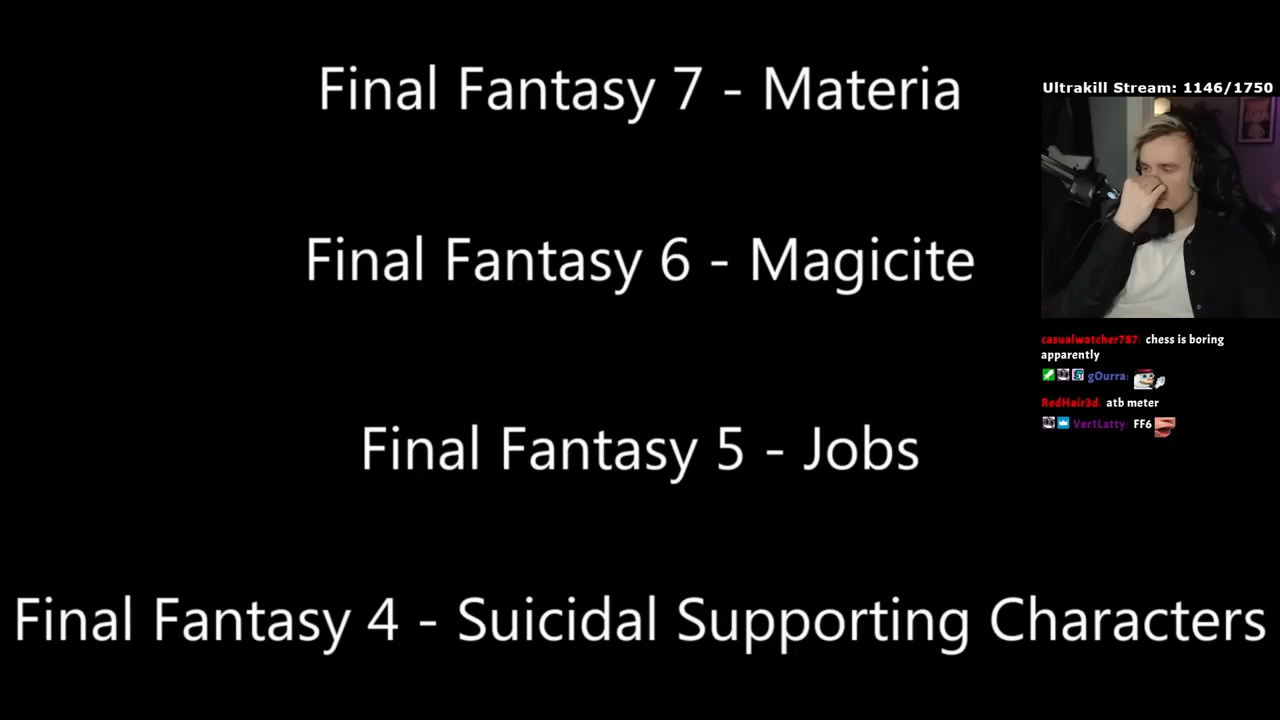 Final Fantasy 7 - Materia
Final Fantasy 6 - Magicite
Final Fantasy 5 - Jobs
Final Fantasy 4 - Suicidal Supporting Characters
Ultrakill Stream: 1146/1750
casualwatcher787: chess is boring
apparently
gOurra:
RedHair3d: atb meter
Ver1Latty: FF6